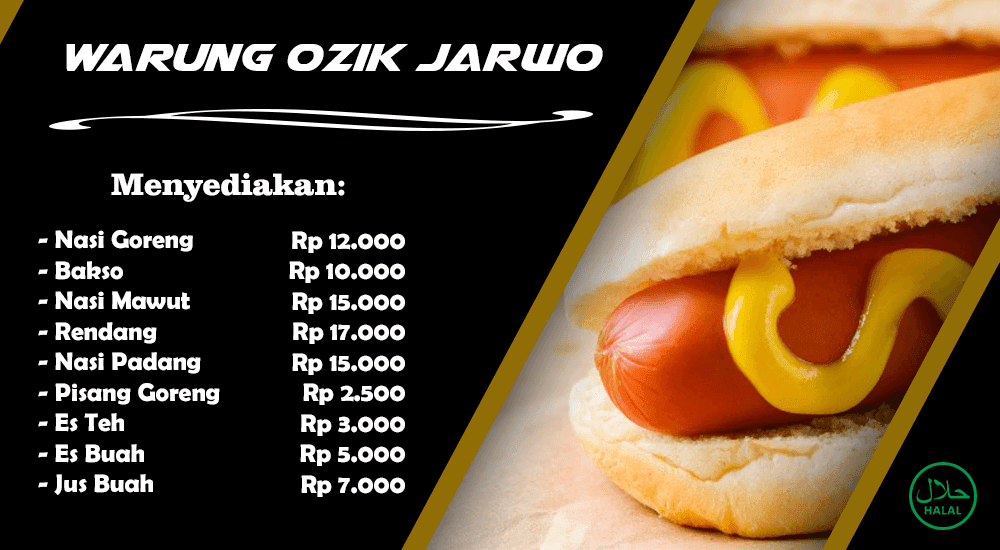 WARUNG OZIK JARWO
Menyediakan:
- Nasi Goreng Rp 12.000
- Bakso Rp 10.000
- Nasi Mawut Rp 15.000
- Rendang Rp 17.000
- Nasi Padang Rp 15.000
- Pisang Goreng Rp 2.500
- Es Teh Rp 3.000
- Es Buah Rp 5.000
- Jus Buah Rp 7.000
حلال
HALAL